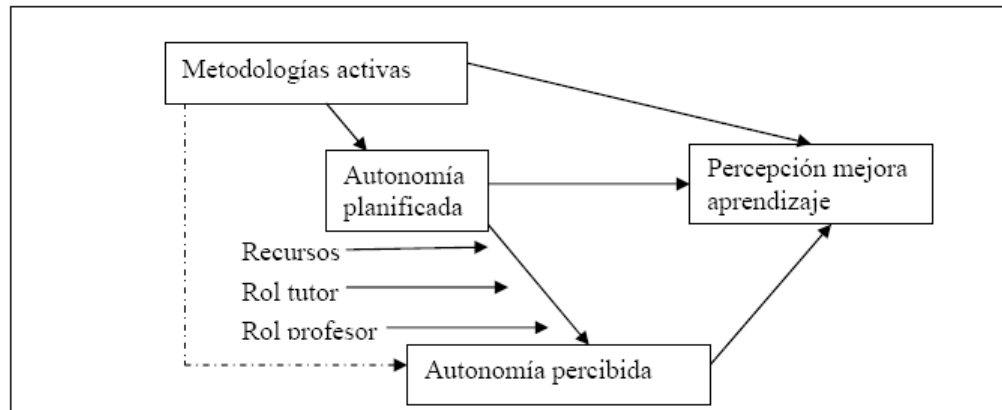 Metodologías activas
Autonomía
planificada
Percepción mejora
aprendizaje
Recursos
Rol tutor
Rol profesor
Autonomía percibida